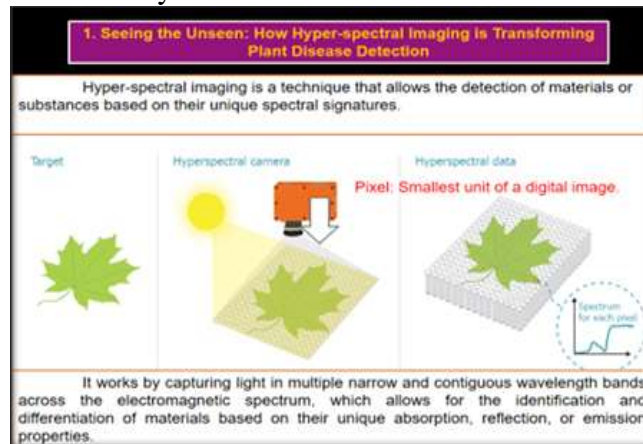 1. Seeing the Unseen: How Hyper-spectral Imaging is Transforming
Plant Disease Detection
Hyper-spectral imaging is a technique that allows the detection of materials or
substances based on their unique spectral signatures.
Target
Hyperspectral camera
Hyperspectral data
Pixel: Smallest unit of a digital image.
Spectrum
for each pixel
It works by capturing light in multiple narrow and contiguous wavelength bands
across the electromagnetic spectrum, which allows for the identification and
differentiation of materials based on their unique absorption, reflection, or emission
properties.